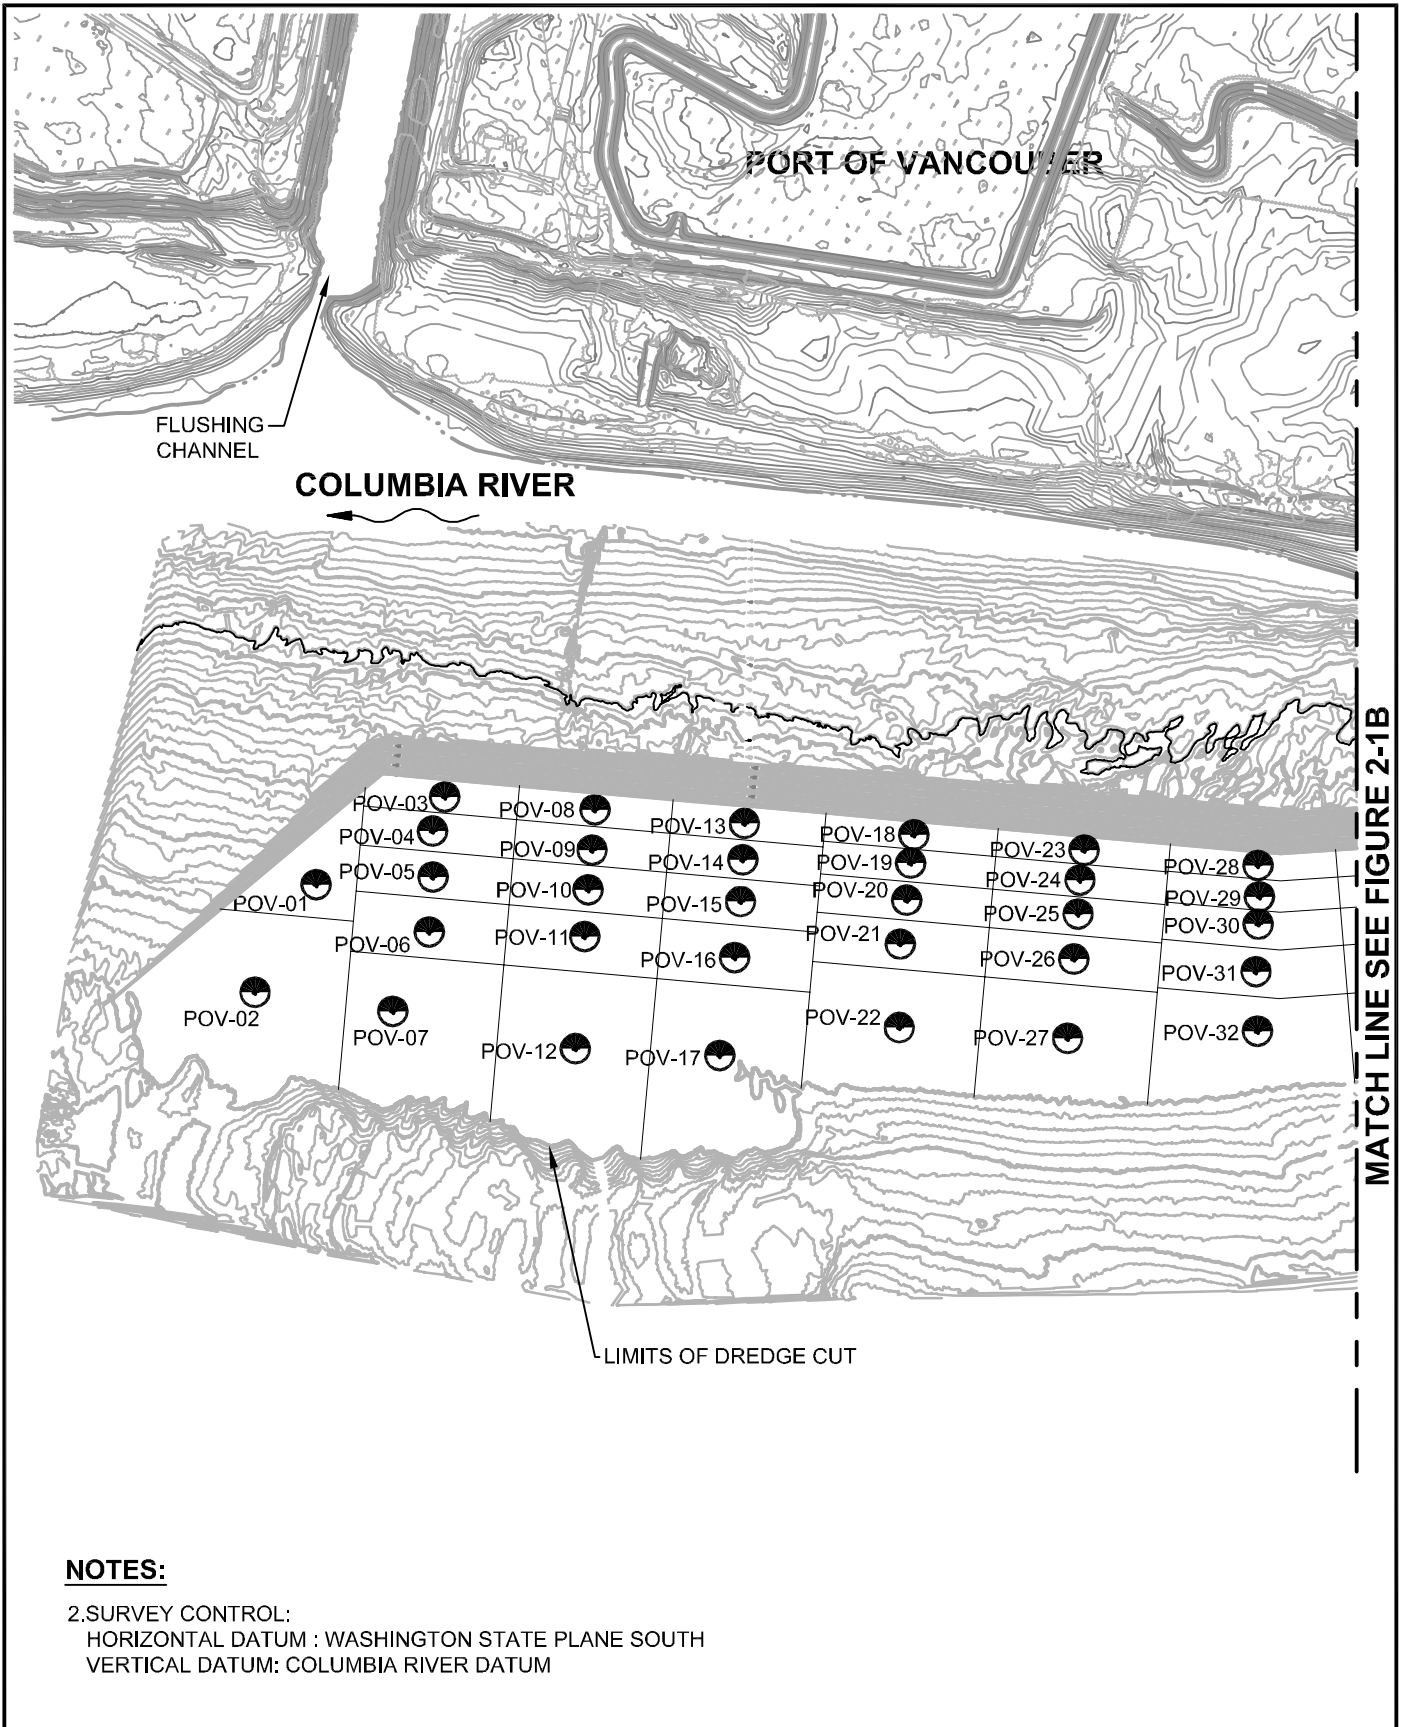 PORT OF VANCOUVER
FLUSHING
CHANNEL
COLUMBIA RIVER
POV-03
POV-08
POV-13
POV-18
POV-23
POV-28
POV-04
POV-09
POV-14
POV-19
POV-24
POV-29
POV-05
POV-10
POV-15
POV-20
POV-25
POV-30
POV-01
POV-06
POV-11
POV-16
POV-21
POV-26
POV-31
POV-02
POV-07
POV-12
POV-17
POV-22
POV-27
POV-32
MATCH LINE SEE FIGURE 2-1B
LIMITS OF DREDGE CUT
NOTES:
2.SURVEY CONTROL:
HORIZONTAL DATUM : WASHINGTON STATE PLANE SOUTH
VERTICAL DATUM: COLUMBIA RIVER DATUM